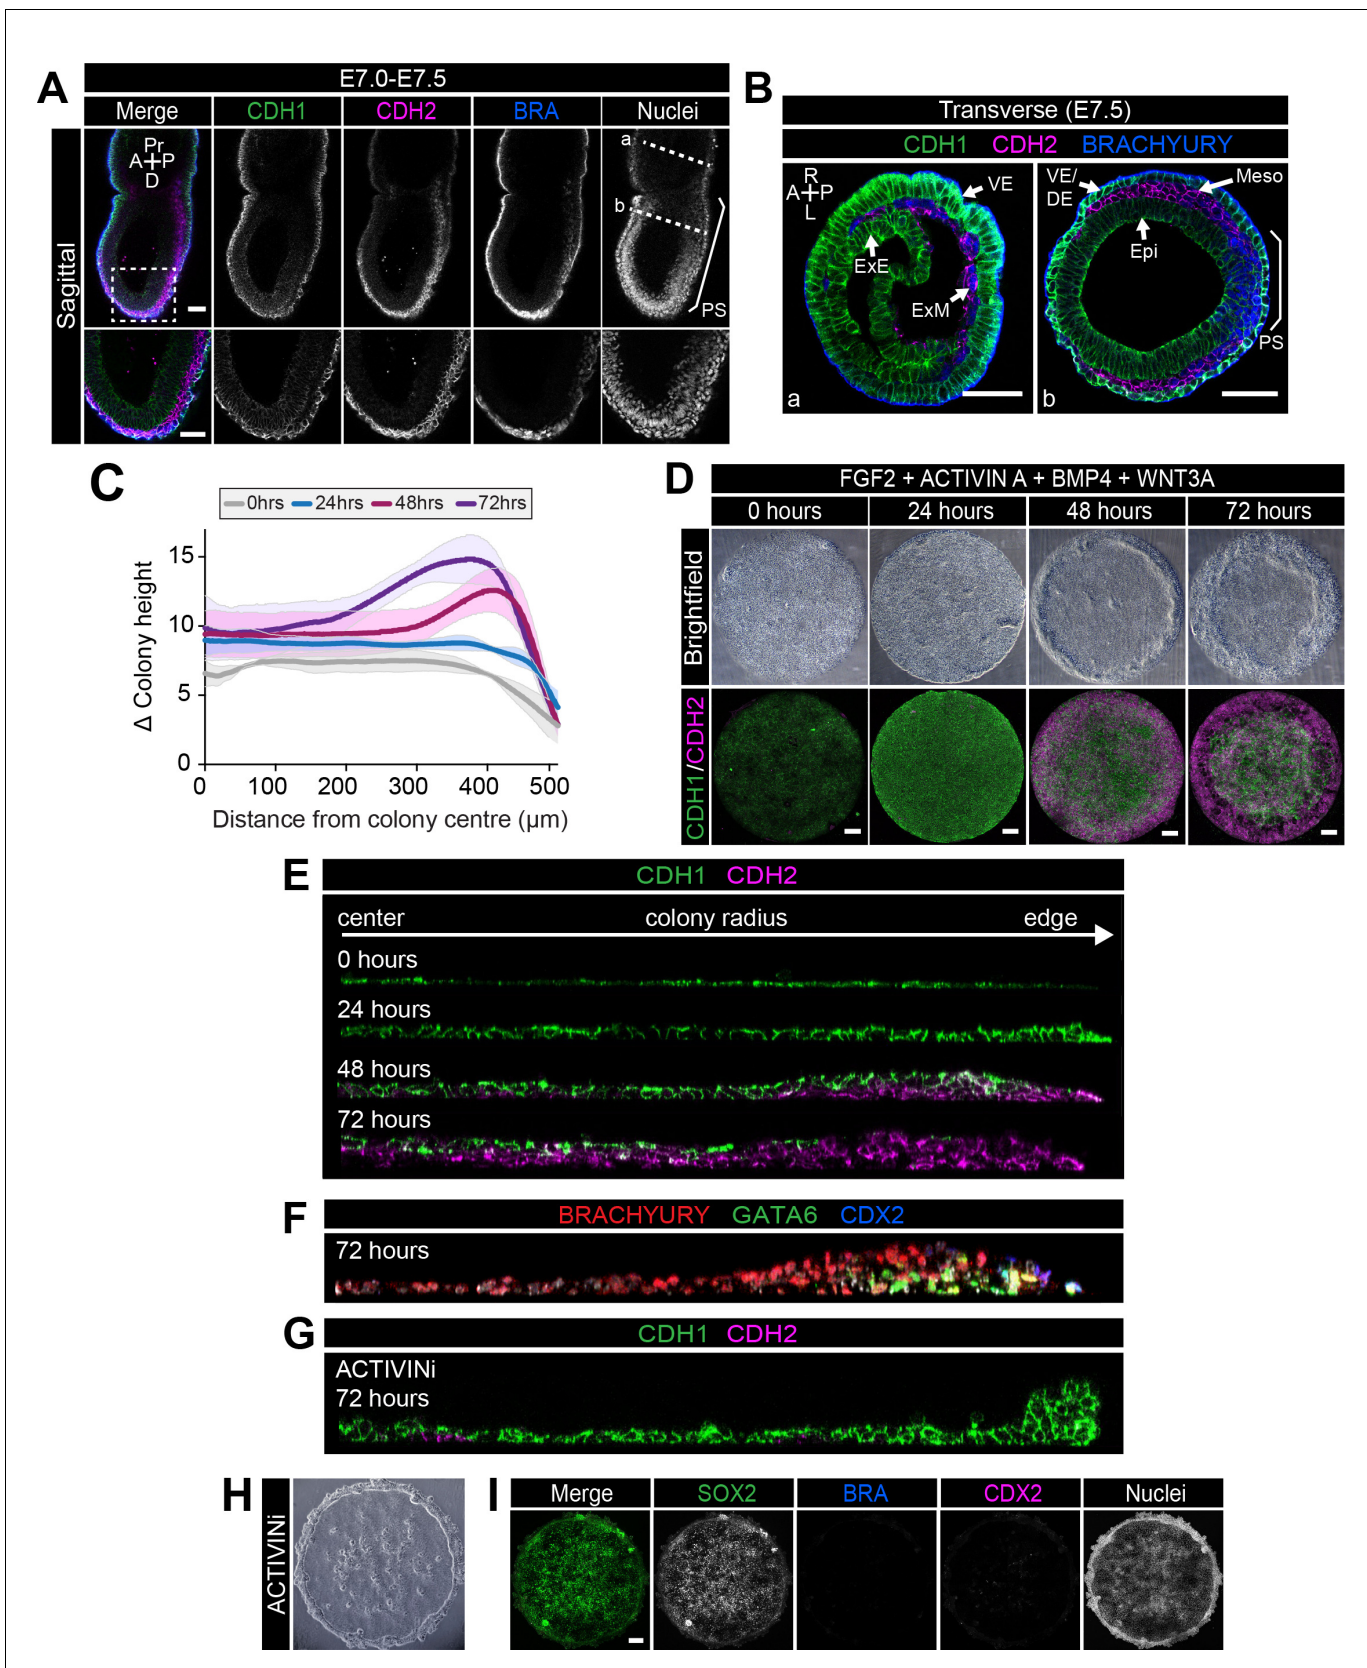 A
E7.0-E7.5
Merge
CDH1
CDH2
BRA
Nuclei
Sagittal
Pr
A P
D
a
b
PS
B
Transverse (E7.5)
CDH1 CDH2 BRACHYURY
R
A P
L
VE
ExE
ExM
a
VE/
DE
Meso
Epi
PS
b
C
0hrs 24hrs 48hrs 72hrs
Δ Colony height
15
10
5
0
0 100 200 300 400 500
Distance from colony centre (µm)
D
FGF2 + ACTIVIN A + BMP4 + WNT3A
0 hours
24 hours
48 hours
72 hours
Brightfield
CDH1/CDH2
E
CDH1 CDH2
center colony radius edge
0 hours
24 hours
48 hours
72 hours
F
BRACHYURY GATA6 CDX2
72 hours
G
CDH1 CDH2
ACTIVINi
72 hours
H
ACTIVINi
I
Merge
SOX2
BRA
CDX2
Nuclei